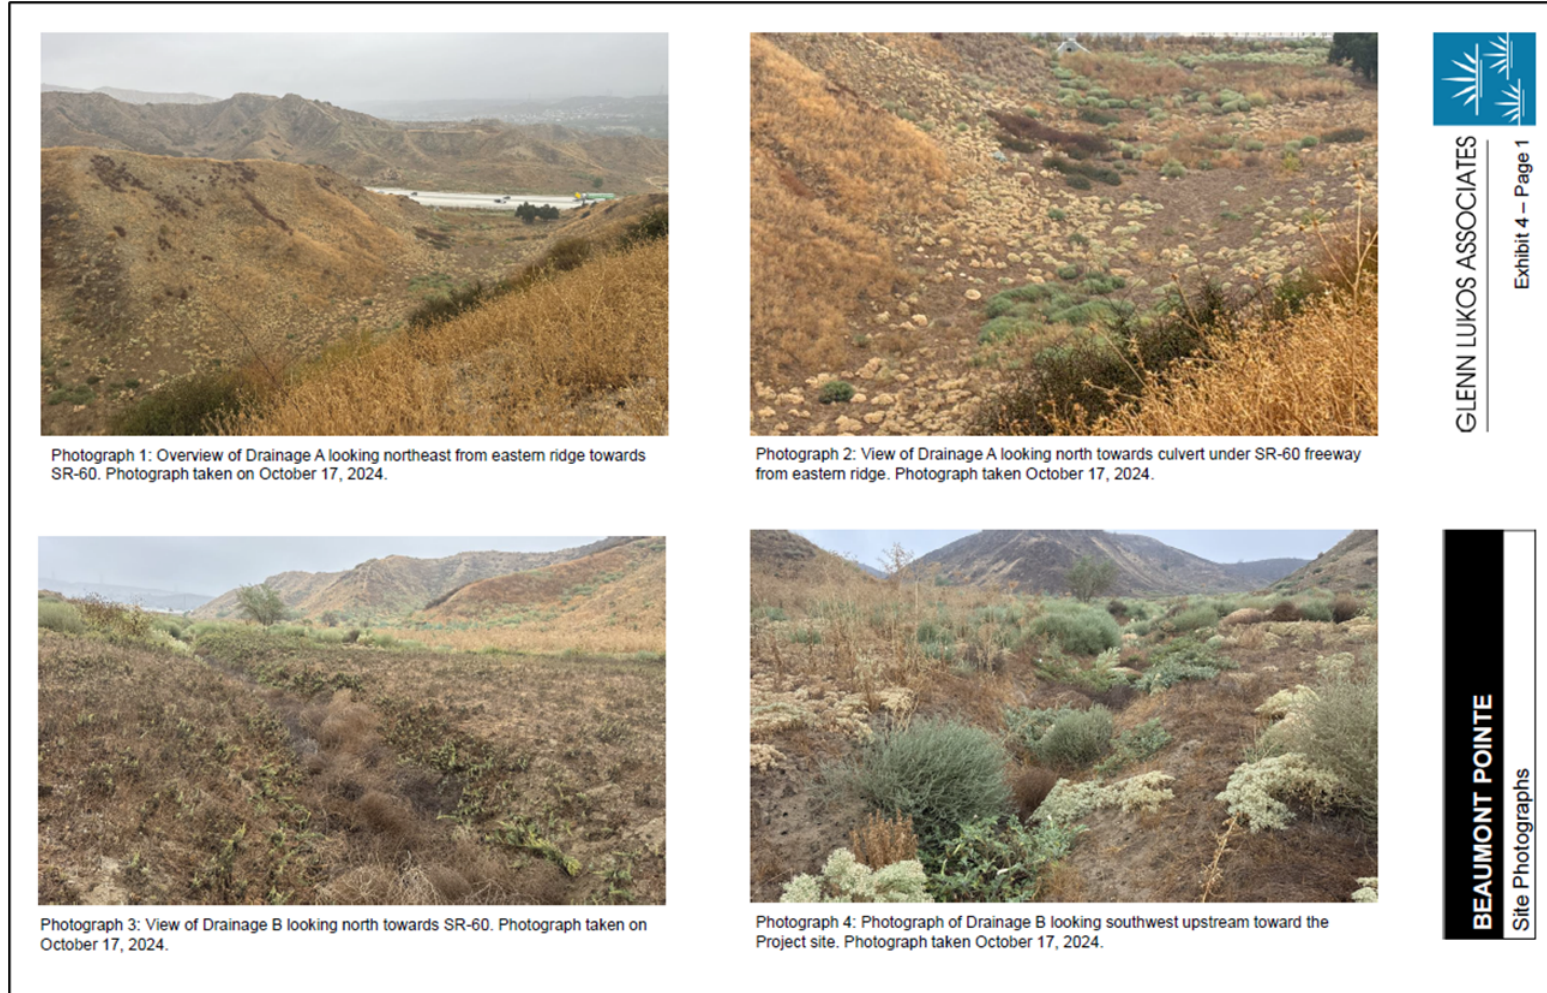 Photograph 1: Overview of Drainage A looking northeast from eastern ridge towards
SR-60. Photograph taken on October 17, 2024.
Photograph 2: View of Drainage A looking north towards culvert under SR-60 freeway
from eastern ridge. Photograph taken October 17, 2024.
Photograph 3: View of Drainage B looking north towards SR-60. Photograph taken on
October 17, 2024.
Photograph 4: Photograph of Drainage B looking southwest upstream toward the
Project site. Photograph taken October 17, 2024.
GLENN LUKOS ASSOCIATES
Exhibit 4 – Page 1
BEAUMONT POINTE
Site Photographs